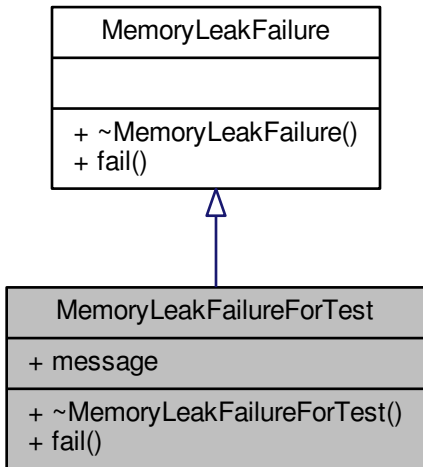 MemoryLeakFailure
+ ~MemoryLeakFailure()
+ fail()
MemoryLeakFailureForTest
+ message
+ ~MemoryLeakFailureForTest()
+ fail()